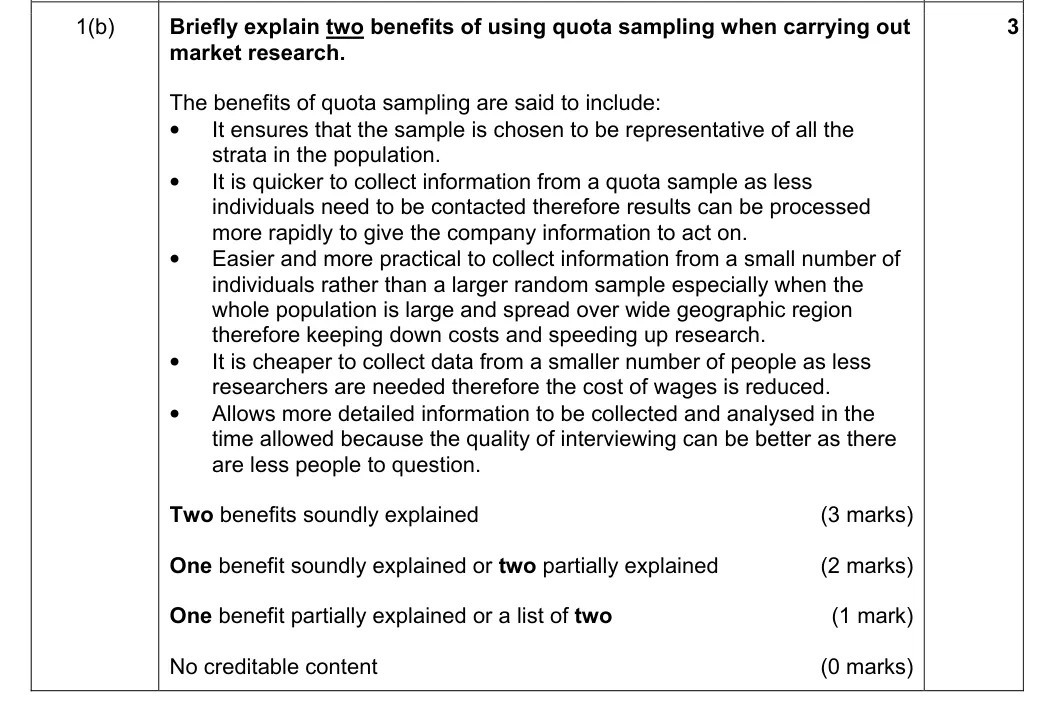 1(b)
Briefly explain two benefits of using quota sampling when carrying out
market research.
3
The benefits of quota sampling are said to include:
• It ensures that the sample is chosen to be representative of all the
strata in the population.
• It is quicker to collect information from a quota sample as less
individuals need to be contacted therefore results can be processed
more rapidly to give the company information to act on.
• Easier and more practical to collect information from a small number of
individuals rather than a larger random sample especially when the
whole population is large and spread over wide geographic region
therefore keeping down costs and speeding up research.
• It is cheaper to collect data from a smaller number of people as less
researchers are needed therefore the cost of wages is reduced.
• Allows more detailed information to be collected and analysed in the
time allowed because the quality of interviewing can be better as there
are less people to question.
Two benefits soundly explained (3 marks)
One benefit soundly explained or two partially explained (2 marks)
One benefit partially explained or a list of two (1 mark)
No creditable content (0 marks)